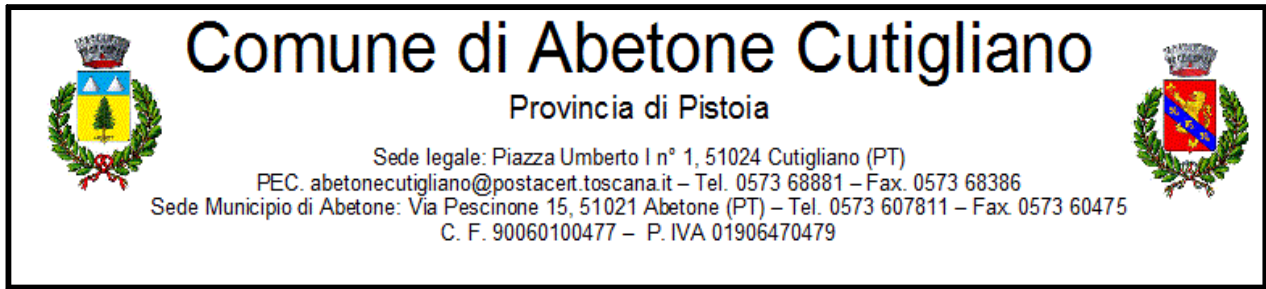 Comune di Abetone Cutigliano
Provincia di Pistoia
Sede legale: Piazza Umberto I n° 1, 51024 Cutigliano (PT)
PEC. abetonecutigliano@postacert.toscana.it – Tel. 0573 68881 – Fax. 0573 68386
Sede Municipio di Abetone: Via Pescinone 15, 51021 Abetone (PT) – Tel. 0573 607811 – Fax. 0573 60475
C. F. 90060100477 – P. IVA 01906470479